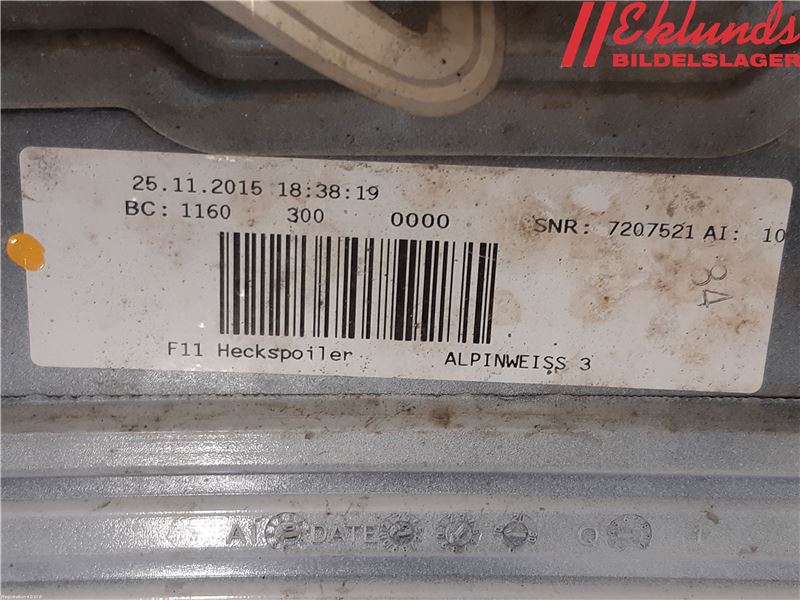 Eklunds
BILDELSLAGER
25.11.2015 18:38:19
BC: 1160 300 0000 SNR: 7207521 AI: 10
34
F11 Heckspoiler ALPINWEISS 3
AI DATE